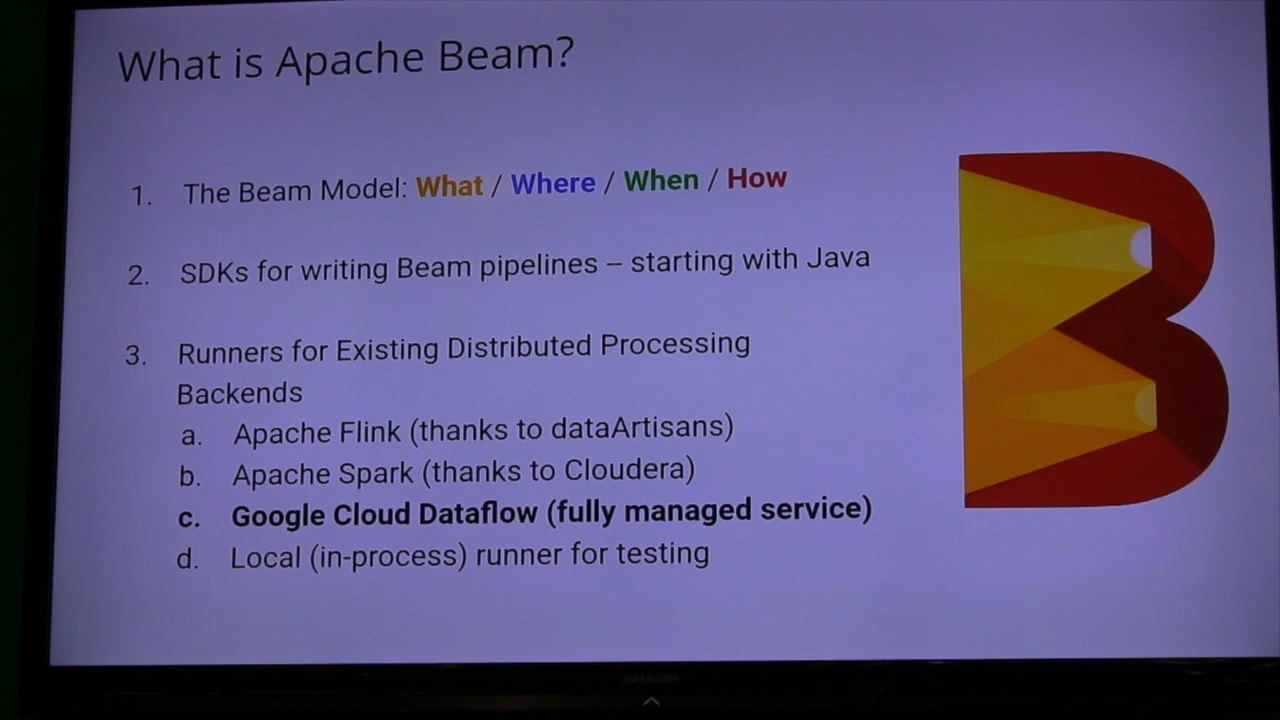 What is Apache Beam?
1. The Beam Model: What / Where / When / How
2. SDKs for writing Beam pipelines – starting with Java
3. Runners for Existing Distributed Processing
Backends
a. Apache Flink (thanks to dataArtisans)
b. Apache Spark (thanks to Cloudera)
c. Google Cloud Dataflow (fully managed service)
d. Local (in-process) runner for testing
SHARP